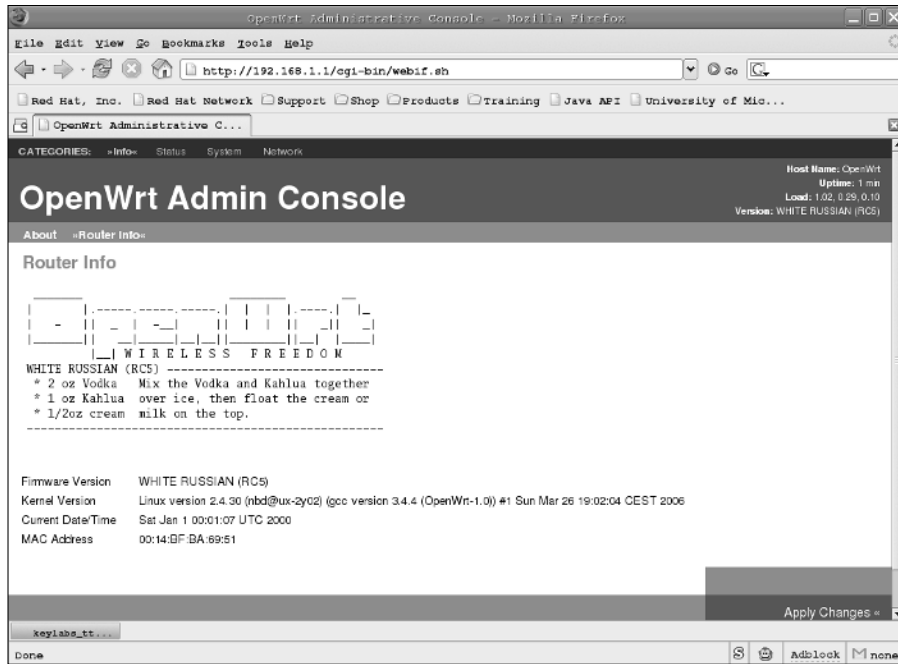 OpenWrt Administrative Console - Mozilla Firefox
File Edit View Go Bookmarks Tools Help
http://192.168.1.1/cgi-bin/webif.sh Go
Red Hat, Inc. Red Hat Network Support Shop Products Training Java API University of Mic...
OpenWrt Administrative C...
CATEGORIES: »Info« Status System Network
Host Name: OpenWrt
Uptime: 1 min
OpenWrt Admin Console
Load: 1.02, 0.29, 0.10
Version: WHITE RUSSIAN (RC5)
About »Router Info«
Router Info
OpenWrt
W I R E L E S S F R E E D O M
WHITE RUSSIAN (RC5) -------------------------------------
* 2 oz Vodka Mix the Vodka and Kahlua together
* 1 oz Kahlua over ice, then float the cream or
* 1/2oz cream milk on the top.
---------------------------------------------------------
Firmware Version WHITE RUSSIAN (RC5)
Kernel Version Linux version 2.4.30 (nbd@ux-2y02) (gcc version 3.4.4 (OpenWrt-1.0)) #1 Sun Mar 26 19:02:04 CEST 2006
Current Date/Time Sat Jan 1 00:01:07 UTC 2000
MAC Address 00:14:BF:BA:69:51
Apply Changes «
keylabs_tt...
Done Adblock none